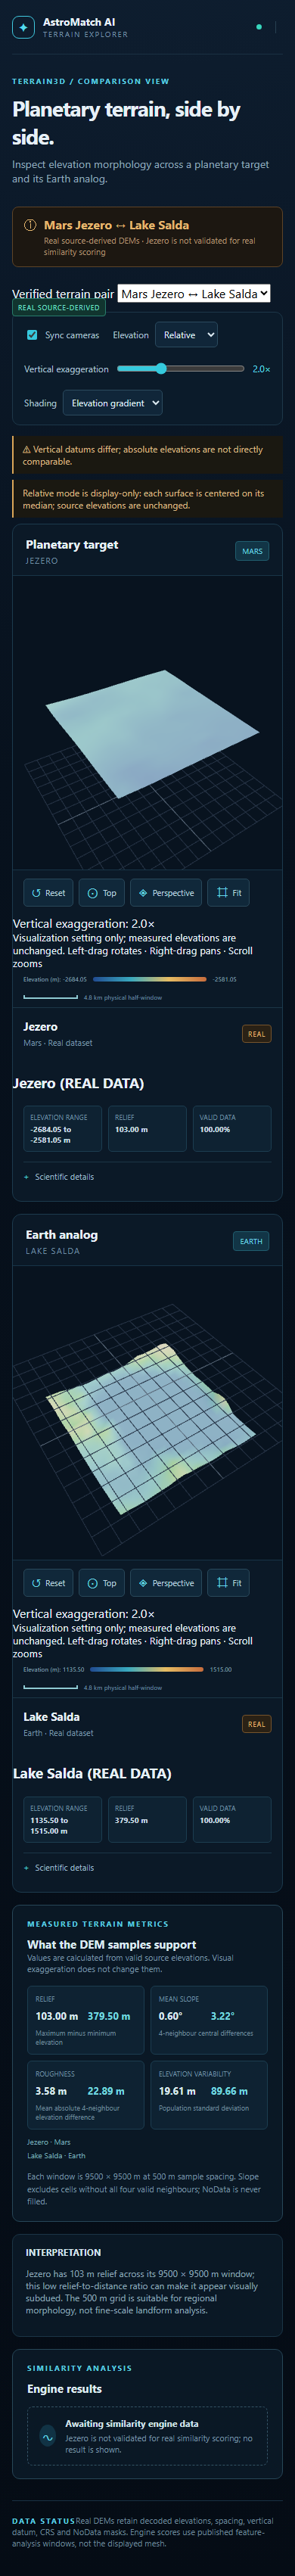 AstroMatch AI
TERRAIN EXPLORER
TERRAIN3D / COMPARISON VIEW
Planetary terrain, side by
side.
Inspect elevation morphology across a planetary target
and its Earth analog.
Mars Jezero ↔ Lake Salda
Real source-derived DEMs · Jezero is not validated for real
similarity scoring
Verified terrain pair Mars Jezero ↔ Lake Salda
REAL SOURCE-DERIVED
Sync cameras Elevation Relative
Vertical exaggeration 2.0×
Shading Elevation gradient
⚠ Vertical datums differ; absolute elevations are not directly
comparable.
Relative mode is display-only: each surface is centered on its
median; source elevations are unchanged.
Planetary target
JEZERO
MARS
Reset Top Perspective Fit
Vertical exaggeration: 2.0×
Visualization setting only; measured elevations are
unchanged. Left-drag rotates · Right-drag pans · Scroll
zooms
Elevation (m): -2684.05 -2581.05
4.8 km physical half-window
Jezero
Mars · Real dataset
REAL
Jezero (REAL DATA)
ELEVATION RANGE RELIEF VALID DATA
-2684.05 to 103.00 m 100.00%
-2581.05 m
+ Scientific details
Earth analog
LAKE SALDA
EARTH
Reset Top Perspective Fit
Vertical exaggeration: 2.0×
Visualization setting only; measured elevations are
unchanged. Left-drag rotates · Right-drag pans · Scroll
zooms
Elevation (m): 1135.50 1515.00
4.8 km physical half-window
Lake Salda
Earth · Real dataset
REAL
Lake Salda (REAL DATA)
ELEVATION RANGE RELIEF VALID DATA
1135.50 to 379.50 m 100.00%
1515.00 m
+ Scientific details
MEASURED TERRAIN METRICS
What the DEM samples support
Values are calculated from valid source elevations. Visual
exaggeration does not change them.
RELIEF
103.00 m 379.50 m
Maximum minus minimum
elevation
MEAN SLOPE
0.60° 3.22°
4-neighbour central differences
ROUGHNESS
3.58 m 22.89 m
Mean absolute 4-neighbour
elevation difference
ELEVATION VARIABILITY
19.61 m 89.66 m
Population standard deviation
Jezero · Mars
Lake Salda · Earth
Each window is 9500 × 9500 m at 500 m sample spacing. Slope
excludes cells without all four valid neighbours; NoData is never
filled.
INTERPRETATION
Jezero has 103 m relief across its 9500 × 9500 m window;
this low relief-to-distance ratio can make it appear visually
subdued. The 500 m grid is suitable for regional
morphology, not fine-scale landform analysis.
SIMILARITY ANALYSIS
Engine results
Awaiting similarity engine data
Jezero is not validated for real similarity scoring; no
result is shown.
DATA STATUS Real DEMs retain decoded elevations, spacing, vertical
datum, CRS and NoData masks. Engine scores use published feature-
analysis windows, not the displayed mesh.